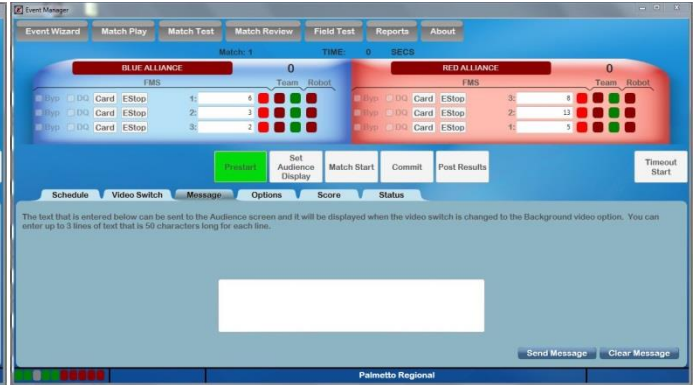 Event Manager
Event Wizard Match Play Match Test Match Review Field Test Reports About
Match: 1 TIME: 0 SECS
BLUE ALLIANCE 0 RED ALLIANCE 0
FMS Team Robot FMS Team Robot
Byp DQ Card EStop 1: 6 Byp DQ Card EStop 3: 8
Byp DQ Card EStop 2: 3 Byp DQ Card EStop 2: 13
Byp DQ Card EStop 3: 2 Byp DQ Card EStop 1: 5
Prestart Set Audience Display Match Start Commit Post Results Timeout Start
Schedule Video Switch Message Options Score Status
The text that is entered below can be sent to the Audience screen and it will be displayed when the video switch is changed to the Background video option. You can
enter up to 3 lines of text that is 50 characters long for each line.
Send Message Clear Message
Palmetto Regional